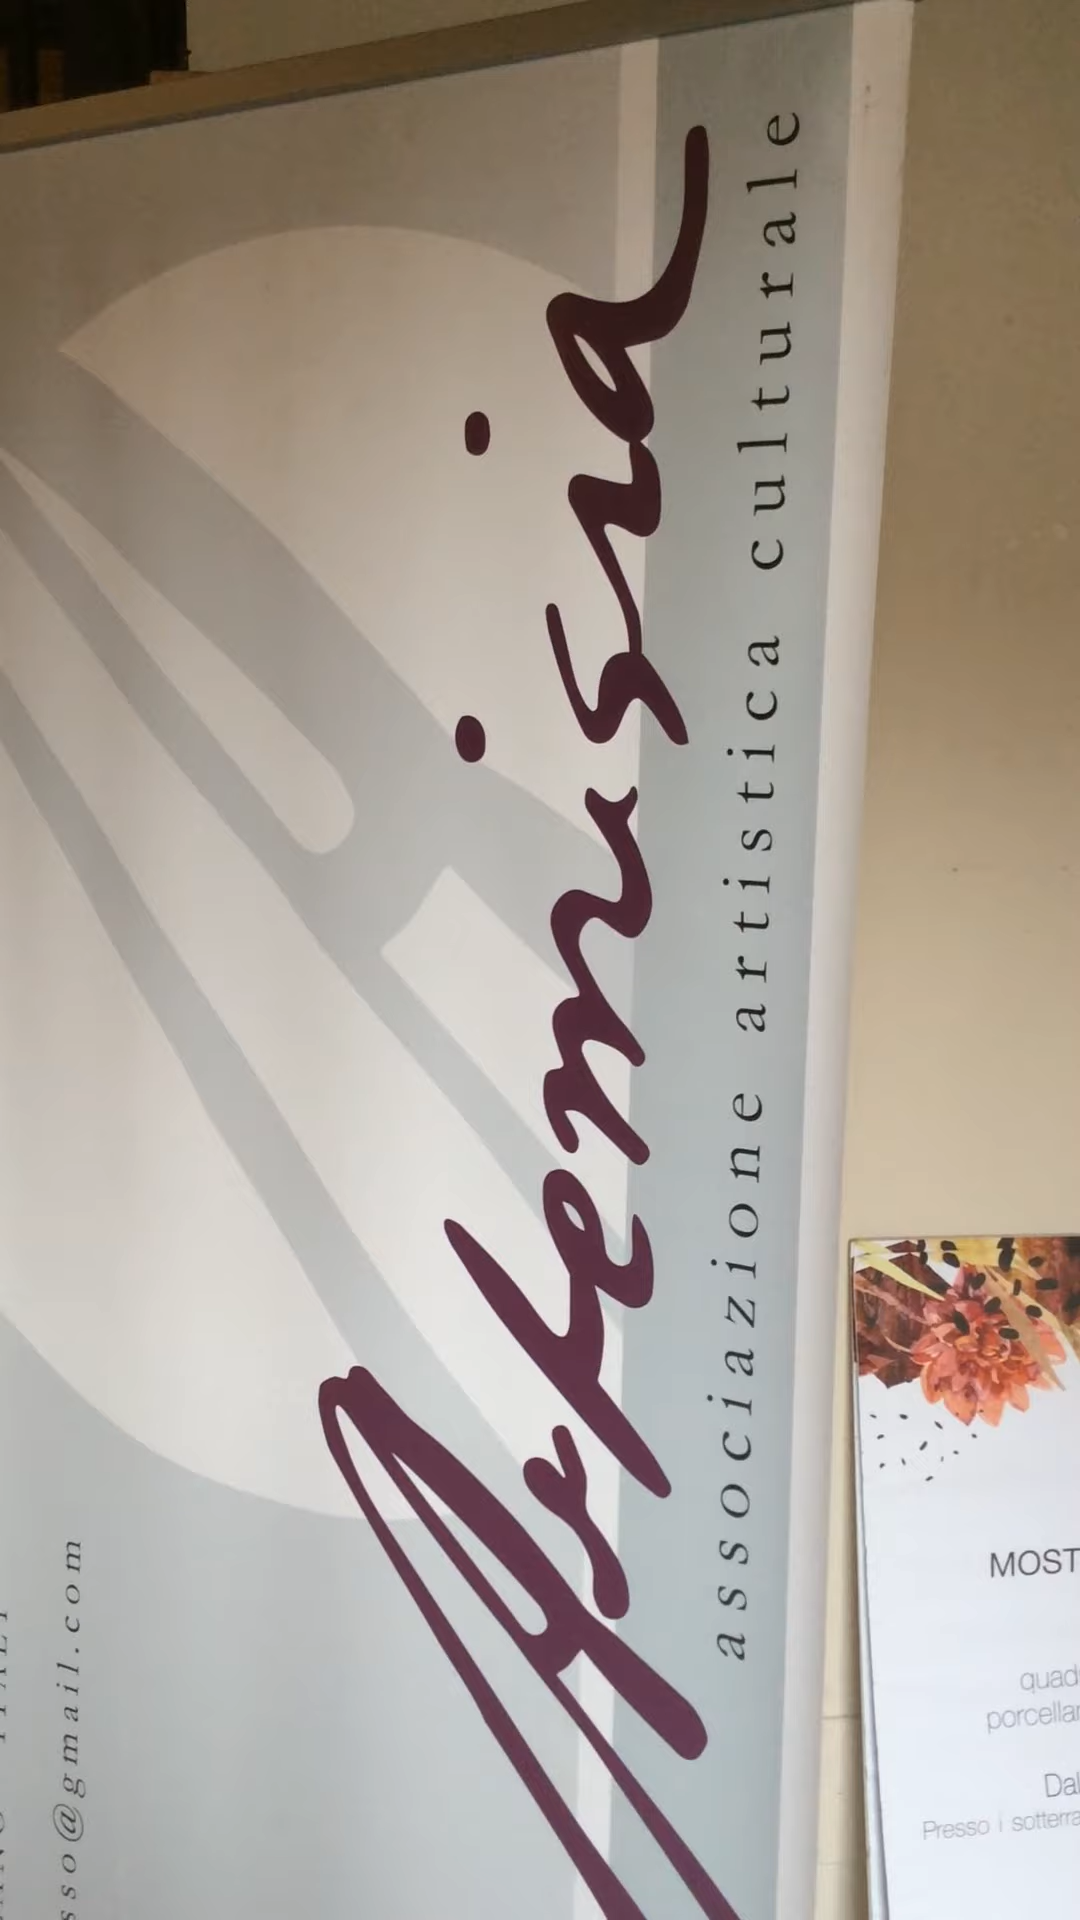 Artemisia
associazione artistica culturale
sso@gmail.com
MOST
quad
porcellan
Dal
Presso i sotterra